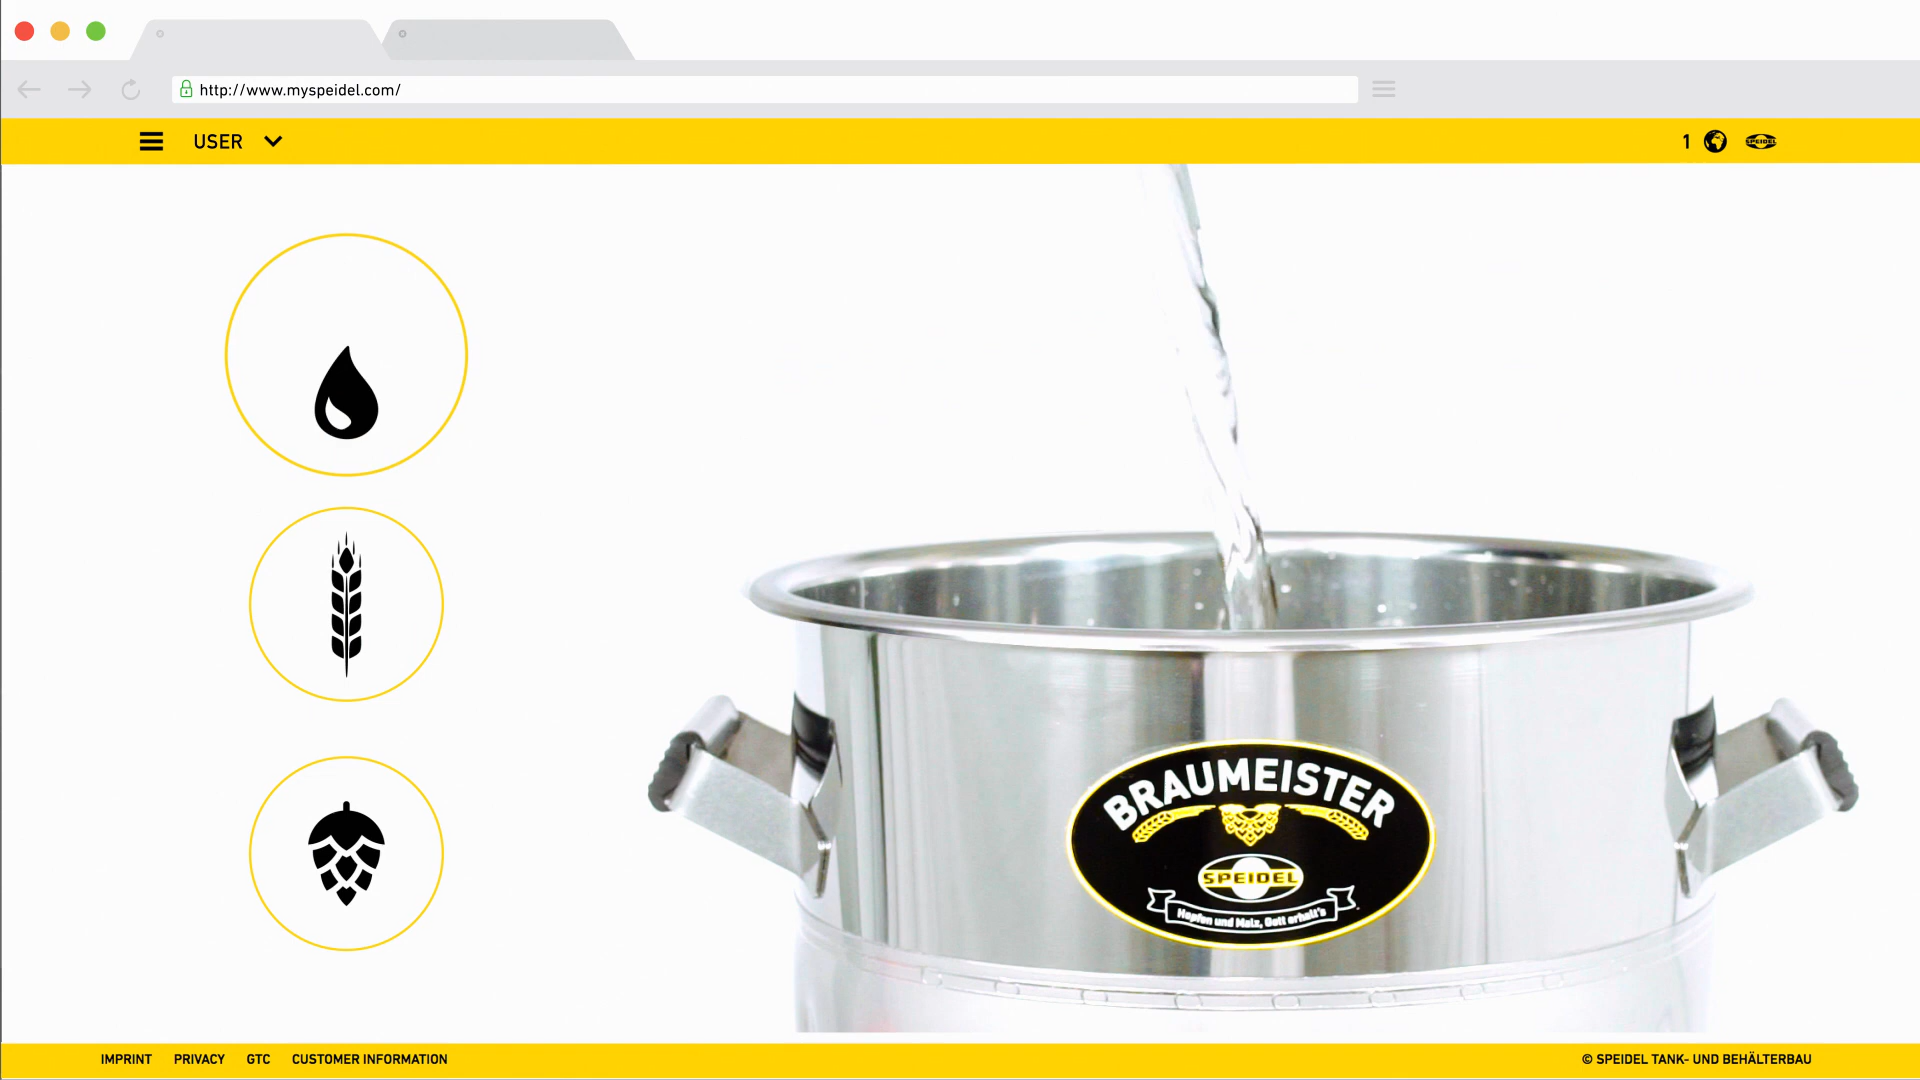 http://www.myspeidel.com/
USER
1
SPEIDEL
BRAUMEISTER
SPEIDEL
Hopfen und Malz, Gott erhalt's
IMPRINT PRIVACY GTC CUSTOMER INFORMATION
© SPEIDEL TANK- UND BEHÄLTERBAU